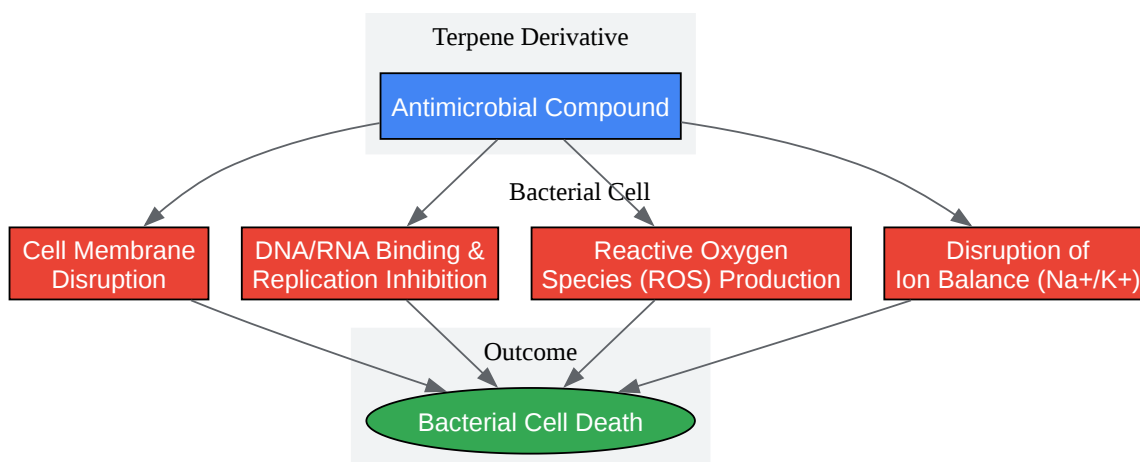 Terpene Derivative
Antimicrobial Compound
Bacterial Cell
Cell Membrane
Disruption
DNA/RNA Binding &
Replication Inhibition
Reactive Oxygen
Species (ROS) Production
Disruption of
Ion Balance (Na+/K+)
Outcome
Bacterial Cell Death